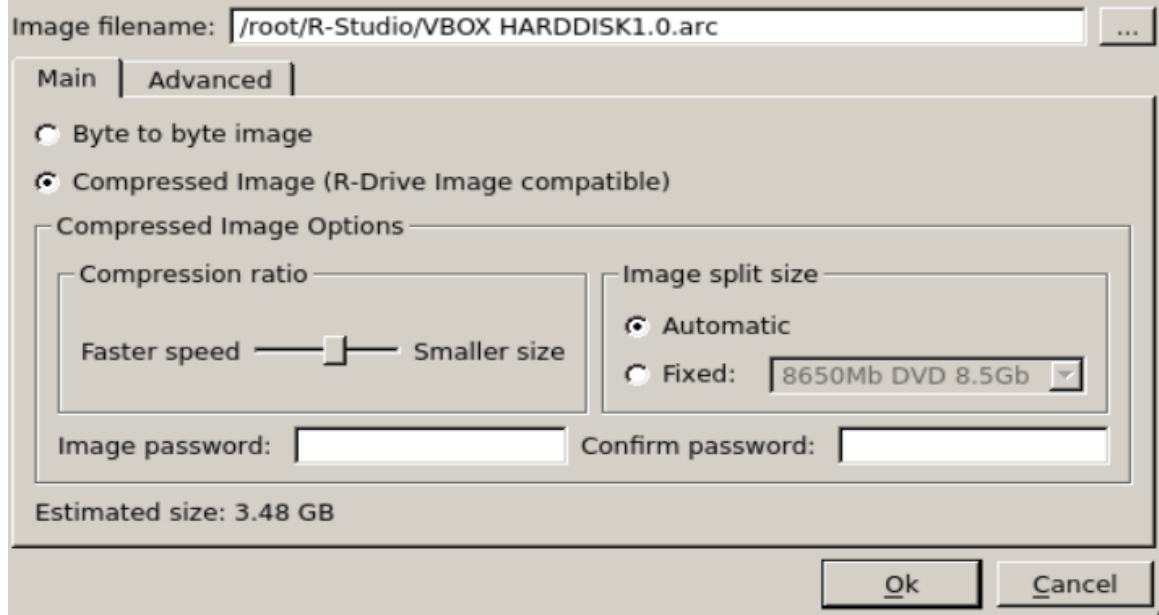 Image filename: /root/R-Studio/VBOX HARDDISK1.0.arc ...
Main Advanced
Byte to byte image
Compressed Image (R-Drive Image compatible)
Compressed Image Options
Compression ratio
Faster speed Smaller size
Image split size
Automatic
Fixed: 8650Mb DVD 8.5Gb
Image password: Confirm password:
Estimated size: 3.48 GB
Ok Cancel